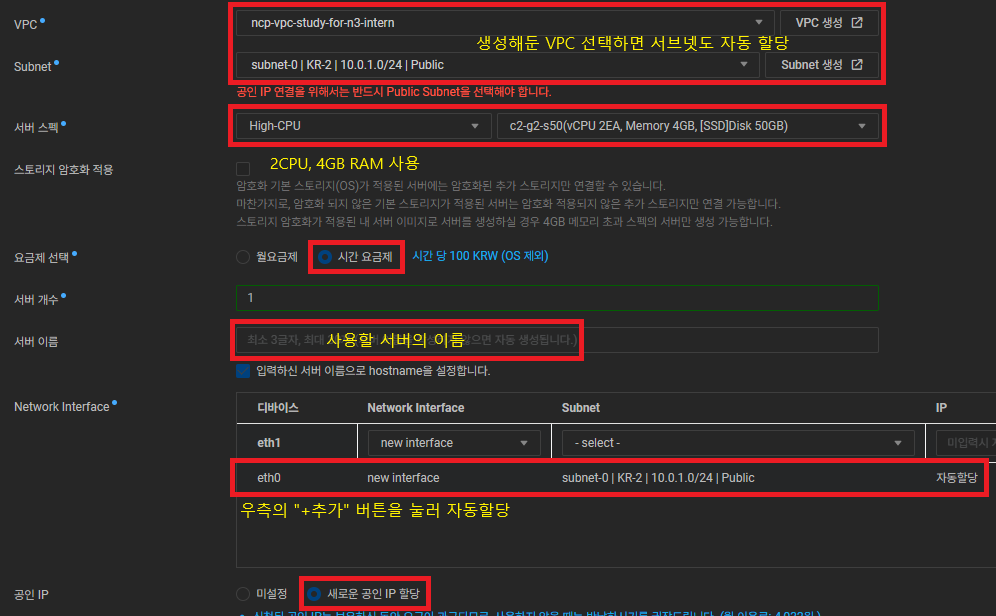 VPC
ncp-vpc-study-for-n3-intern
VPC 생성
생성해둔 VPC 선택하면 서브넷도 자동 할당
Subnet
subnet-0 | KR-2 | 10.0.1.0/24 | Public
Subnet 생성
공인 IP 연결을 위해서는 반드시 Public Subnet을 선택해야 합니다.
서버 스펙
High-CPU
c2-g2-s50(vCPU 2EA, Memory 4GB, [SSD]Disk 50GB)
스토리지 암호화 적용
2CPU, 4GB RAM 사용
암호화 기본 스토리지(OS)가 적용된 서버에는 암호화된 추가 스토리지만 연결할 수 있습니다.
마찬가지로, 암호화 되지 않은 기본 스토리지가 적용된 서버는 암호화 적용되지 않은 추가 스토리지만 연결 가능합니다.
스토리지 암호화가 적용된 내 서버 이미지로 서버를 생성하실 경우 4GB 메모리 초과 스펙의 서버만 생성 가능합니다.
요금제 선택
월요금제
시간 요금제
시간 당 100 KRW (OS 제외)
서버 개수
1
서버 이름
최소 3글자, 최대
사용할 서버의 이름
않으면 자동 생성됩니다.)
입력하신 서버 이름으로 hostname을 설정합니다.
Network Interface
디바이스 Network Interface Subnet IP
eth1 new interface - select - 미입력시
eth0 new interface subnet-0 | KR-2 | 10.0.1.0/24 | Public 자동할당
우측의 "+추가" 버튼을 눌러 자동할당
공인 IP
미설정
새로운 공인 IP 할당